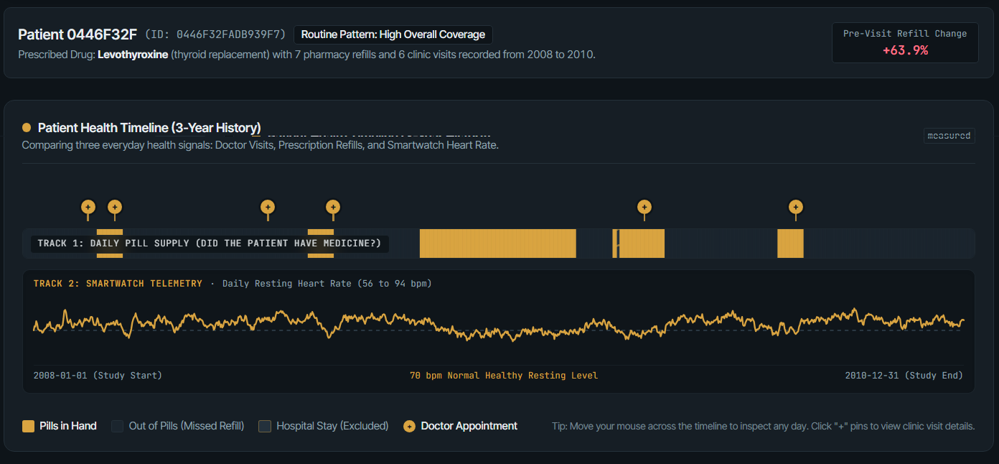 Patient 0446F32F (ID: 0446F32FADB939F7) Routine Pattern: High Overall Coverage
Prescribed Drug: Levothyroxine (thyroid replacement) with 7 pharmacy refills and 6 clinic visits recorded from 2008 to 2010.
Pre-Visit Refill Change
+63.9%
Patient Health Timeline (3-Year History)
Comparing three everyday health signals: Doctor Visits, Prescription Refills, and Smartwatch Heart Rate.
measured
TRACK 1: DAILY PILL SUPPLY (DID THE PATIENT HAVE MEDICINE?)
TRACK 2: SMARTWATCH TELEMETRY · Daily Resting Heart Rate (56 to 94 bpm)
2008-01-01 (Study Start) 70 bpm Normal Healthy Resting Level 2010-12-31 (Study End)
Pills in Hand Out of Pills (Missed Refill) Hospital Stay (Excluded) + Doctor Appointment Tip: Move your mouse across the timeline to inspect any day. Click "+" pins to view clinic visit details.